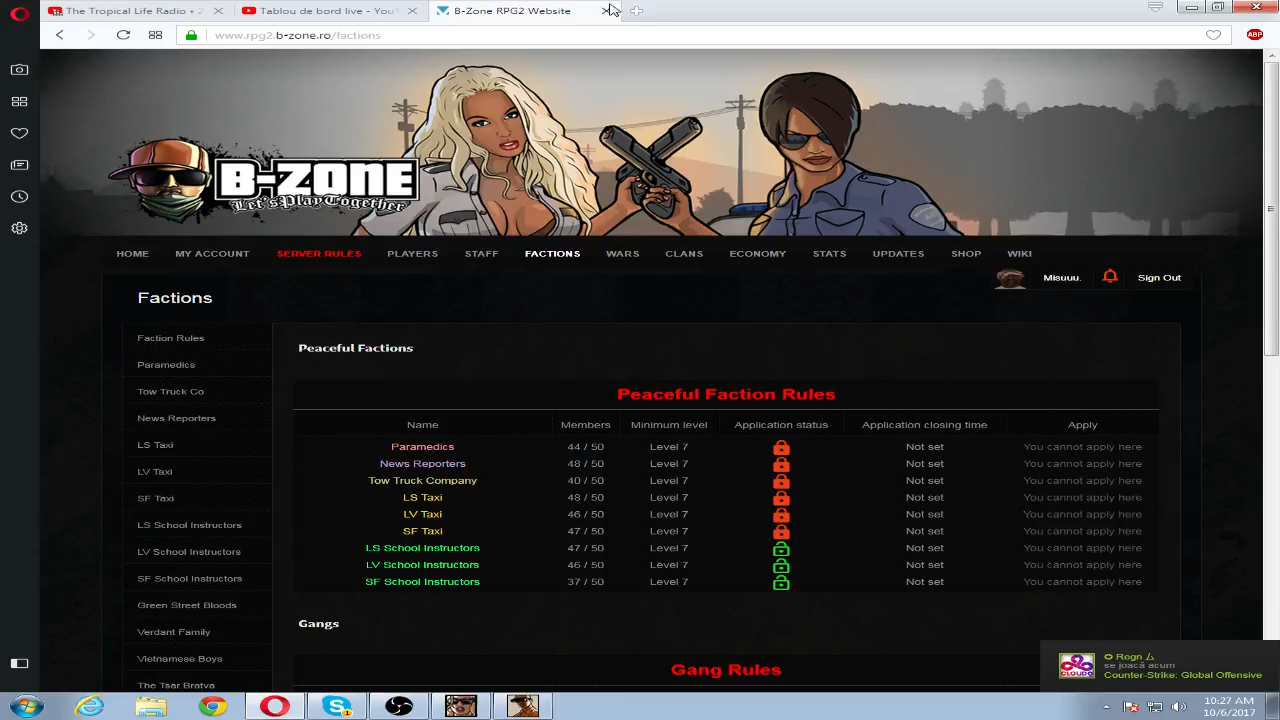 The Tropical Life Radio • 2
Tablou de bord live - You
B-Zone RPG2 Website
www.rpg2.b-zone.ro/factions
ABP
B-ZONE
Let'sPlayTogether
HOME MY ACCOUNT SERVER RULES PLAYERS STAFF FACTIONS WARS CLANS ECONOMY STATS UPDATES SHOP WIKI
Misuuu. Sign Out
Factions
Faction Rules
Paramedics
Tow Truck Co
News Reporters
LS Taxi
LV Taxi
SF Taxi
LS School Instructors
LV School Instructors
SF School Instructors
Green Street Bloods
Verdant Family
Vietnamese Boys
The Tsar Bratva
Peaceful Factions
Peaceful Faction Rules
Name Members Minimum level Application status Application closing time Apply
Paramedics 44 / 50 Level 7 Not set You cannot apply here
News Reporters 48 / 50 Level 7 Not set You cannot apply here
Tow Truck Company 40 / 50 Level 7 Not set You cannot apply here
LS Taxi 48 / 50 Level 7 Not set You cannot apply here
LV Taxi 46 / 50 Level 7 Not set You cannot apply here
SF Taxi 47 / 50 Level 7 Not set You cannot apply here
LS School Instructors 47 / 50 Level 7 Not set You cannot apply here
LV School Instructors 46 / 50 Level 7 Not set You cannot apply here
SF School Instructors 37 / 50 Level 7 Not set You cannot apply here
Gangs
Gang Rules
CLOUD9
se joacă acum
Counter-Strike: Global Offensive
10:27 AM
10/6/2017